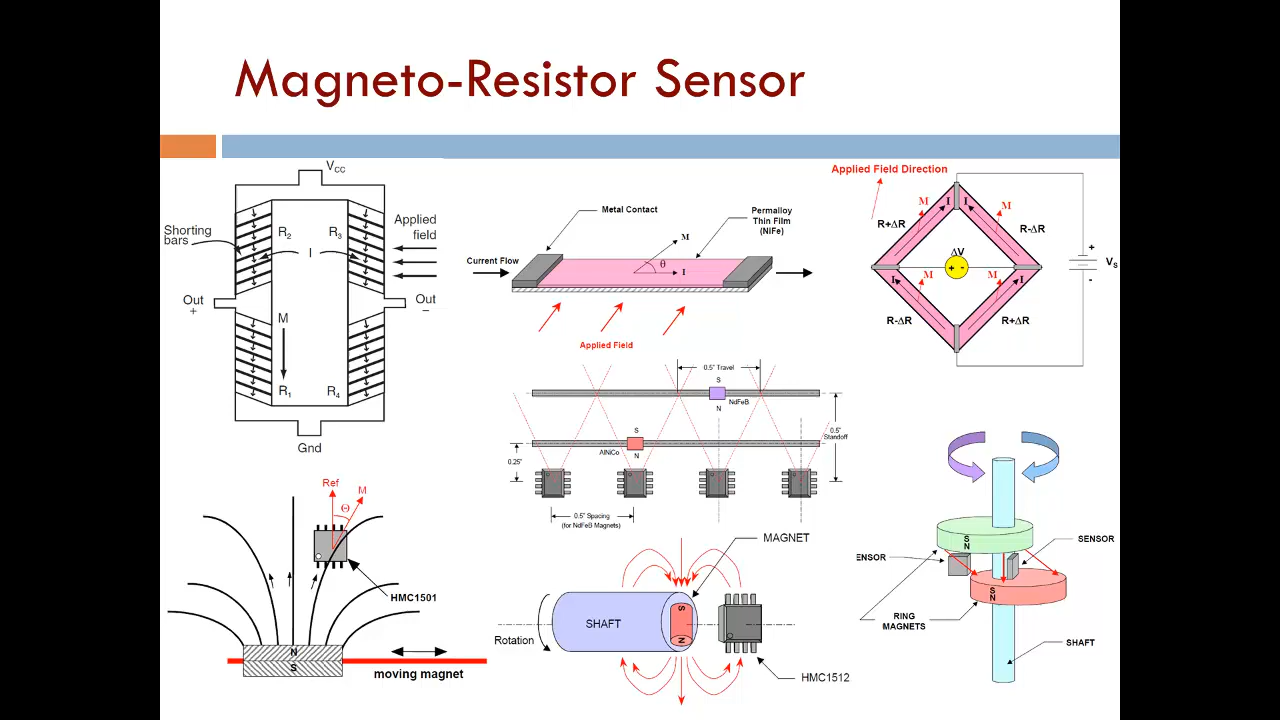 Magneto-Resistor Sensor
VCC
Shorting
bars
R2
R3
I
Applied
field
Out
+
Out
−
M
R1
R4
Gnd
Metal Contact
Permalloy
Thin Film
(NiFe)
Current Flow
M
θ
I
Applied Field
Applied Field Direction
M
I
I
M
R+ΔR
R-ΔR
ΔV
+ -
M
M
I
I
R-ΔR
R+ΔR
+
VS
-
0.5" Travel
S
NdFeB
N
S
AlNiCo
N
0.5"
Standoff
0.25"
0.5" Spacing
(for NdFeB Magnets)
Ref
M
Θ
HMC1501
N
S
moving magnet
MAGNET
SHAFT
S
N
Rotation
HMC1512
S
N
SENSOR
ENSOR
S
N
RING
MAGNETS
SHAFT